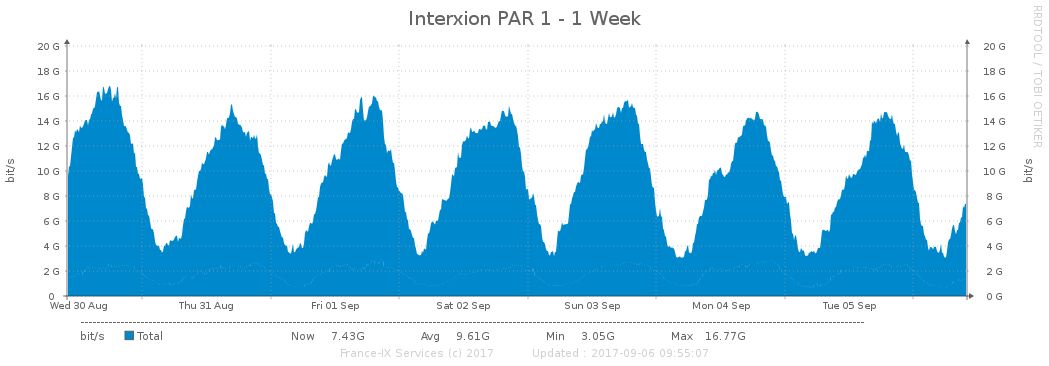 Interxion PAR 1 - 1 Week
RRDTOOL / TOBI OETIKER
20 G 20 G
18 G 18 G
16 G 16 G
14 G 14 G
12 G 12 G
10 G 10 G
8 G 8 G
6 G 6 G
4 G 4 G
2 G 2 G
0 0 G
bit/s bit/s
Wed 30 Aug Thu 31 Aug Fri 01 Sep Sat 02 Sep Sun 03 Sep Mon 04 Sep Tue 05 Sep
bit/s Total Now 7.43G Avg 9.61G Min 3.05G Max 16.77G
France-IX Services (c) 2017 Updated : 2017-09-06 09:55:07